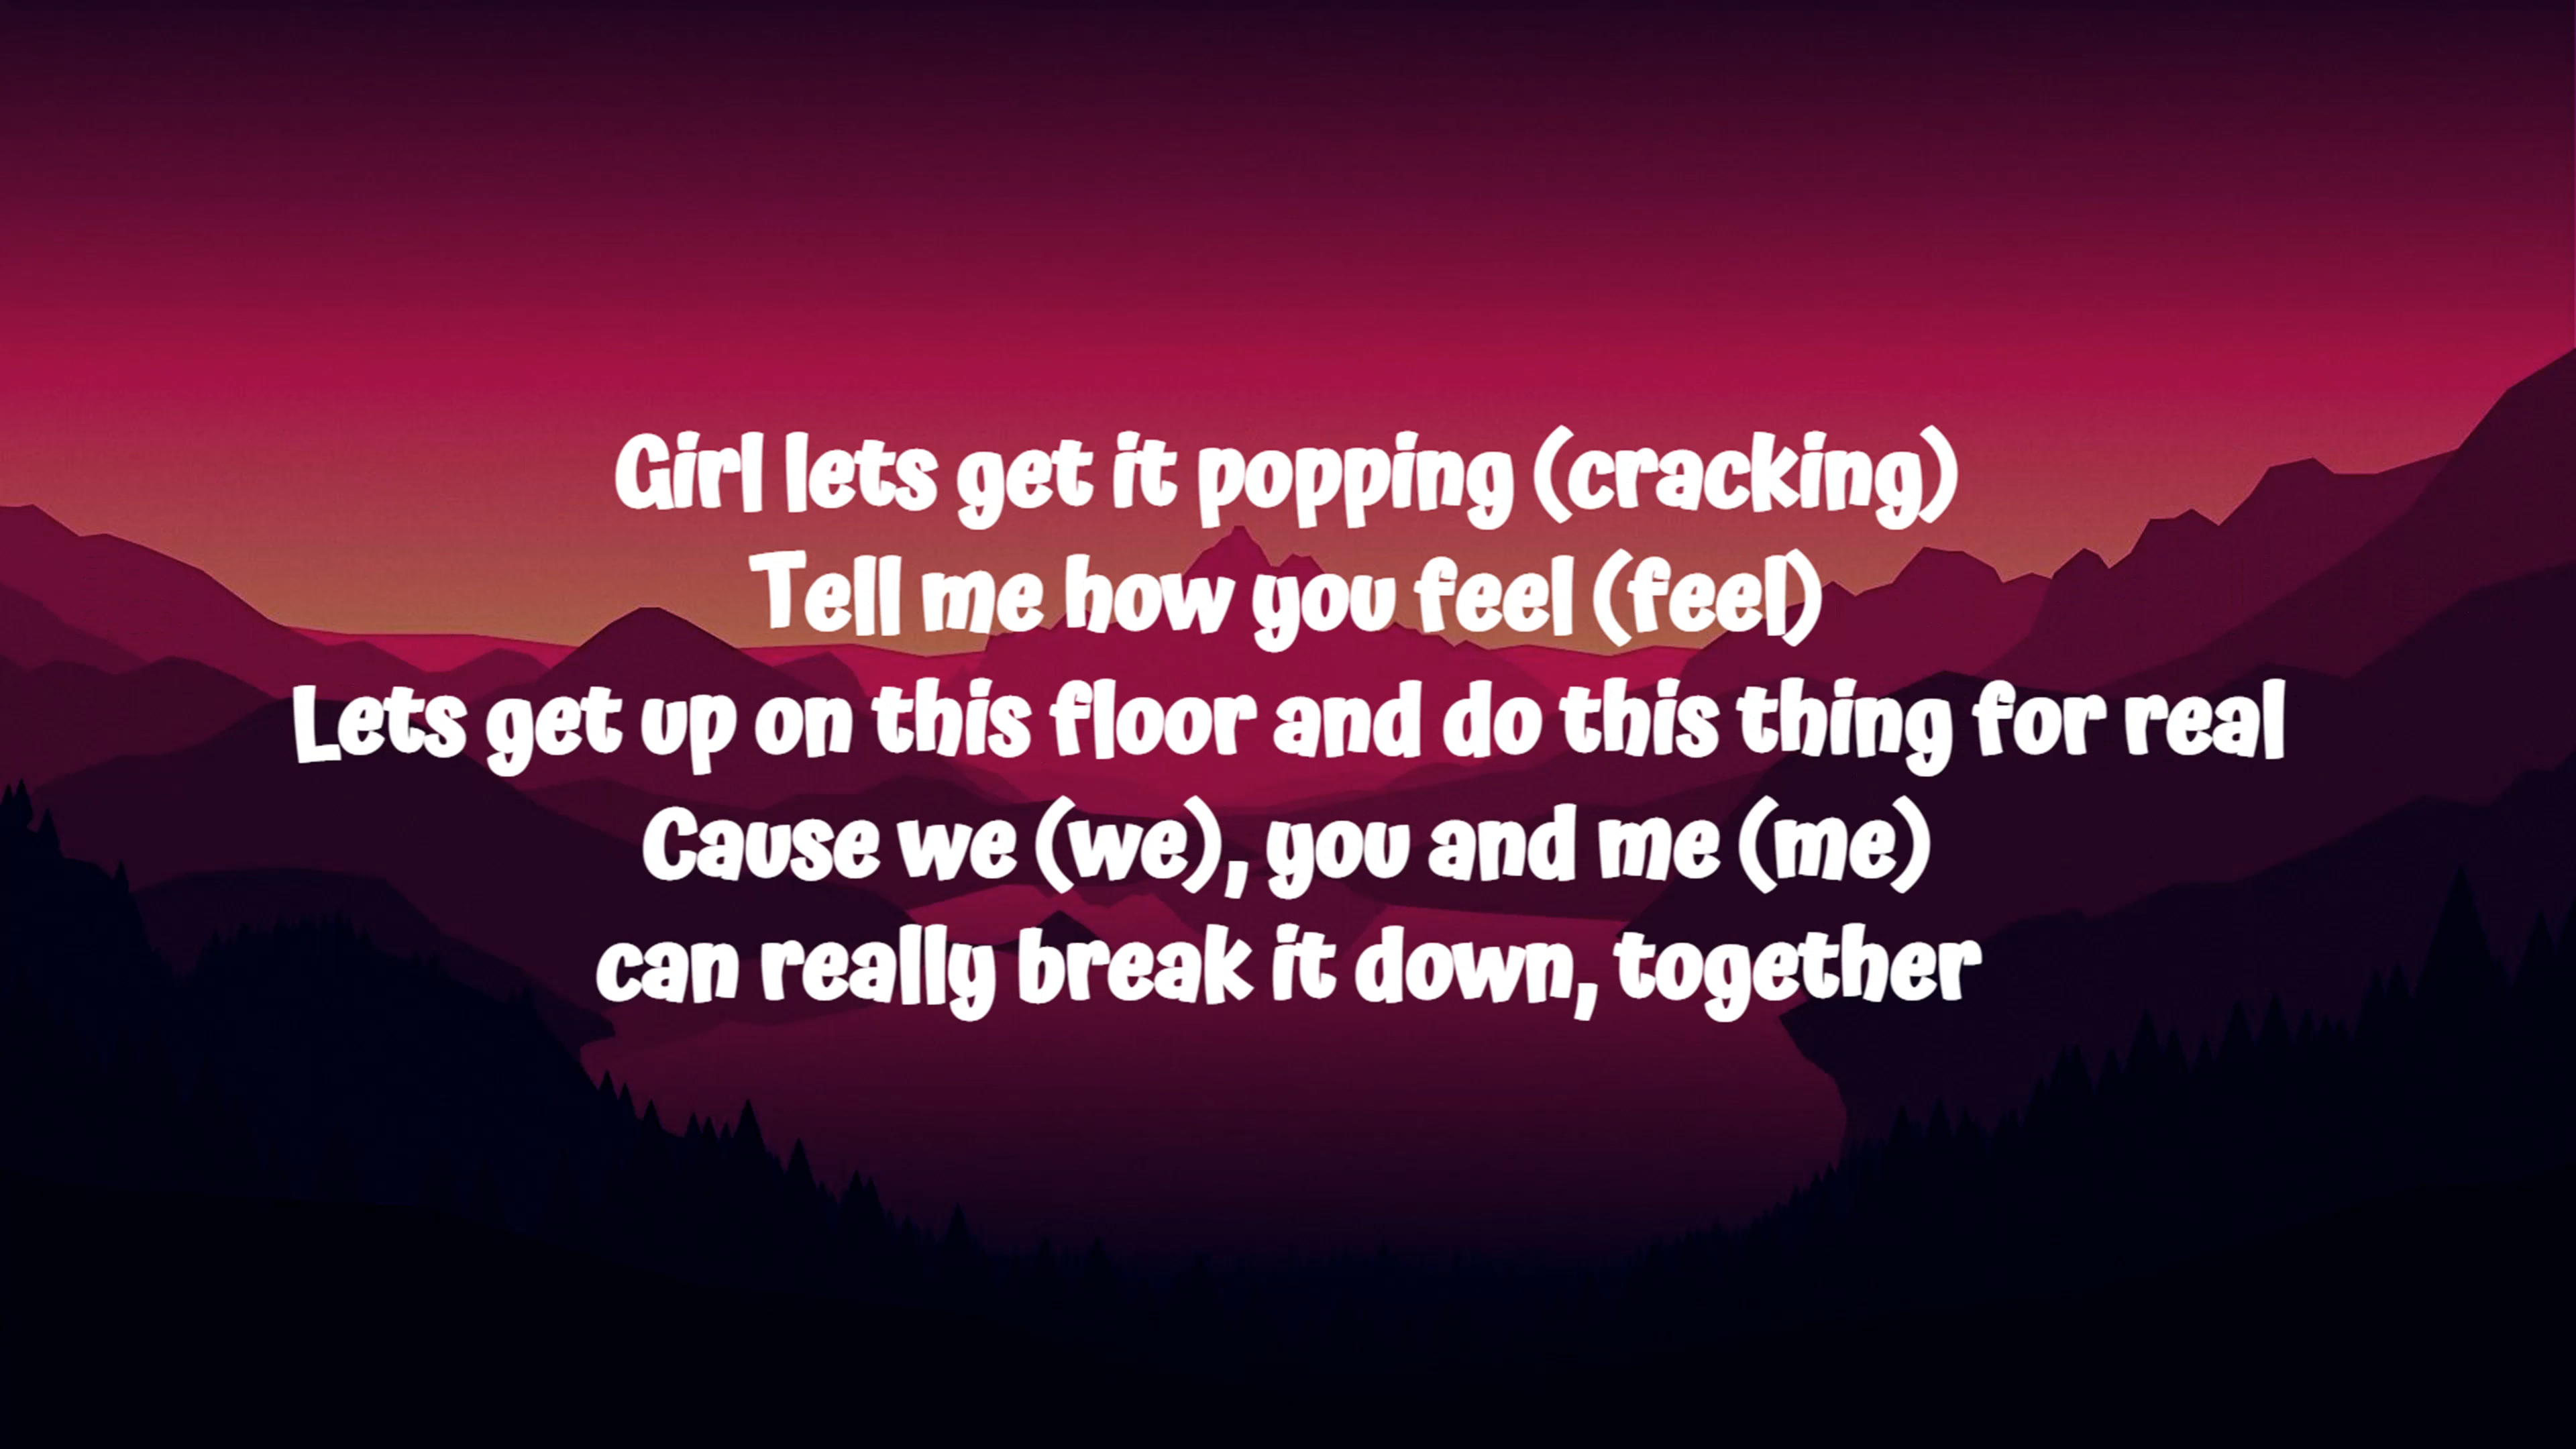 Girl lets get it popping (cracking)
Tell me how you feel (feel)
Lets get up on this floor and do this thing for real
Cause we (we), you and me (me)
can really break it down, together